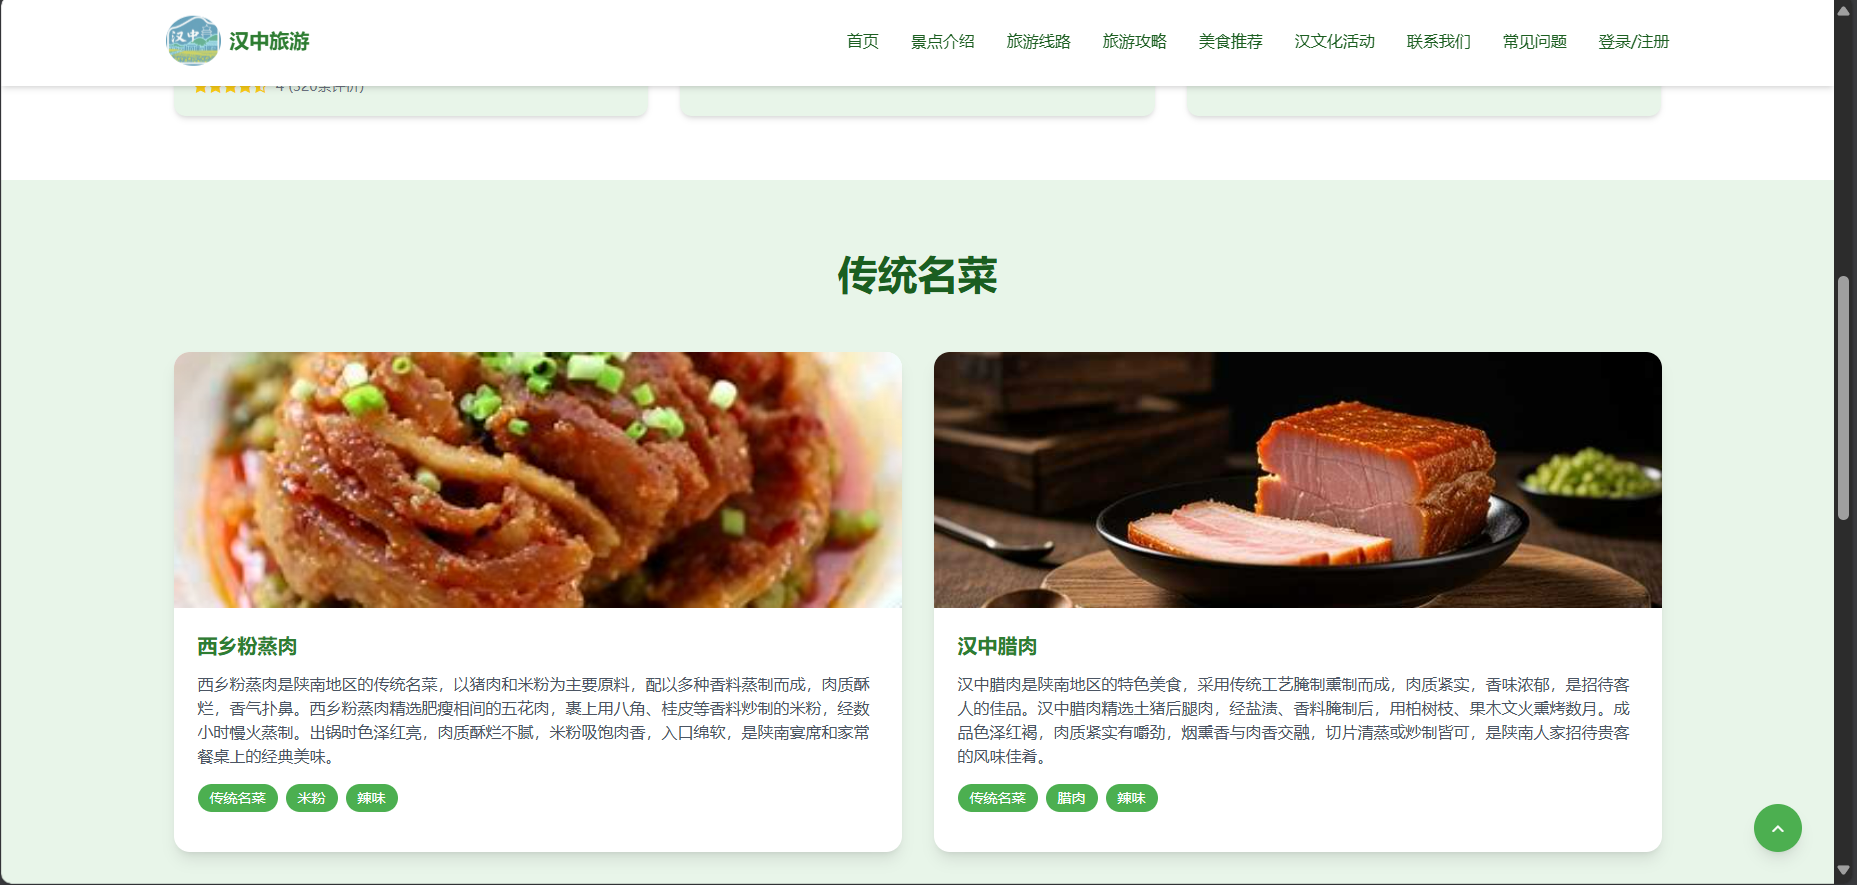 汉中
汉中旅游
首页 景点介绍 旅游线路 旅游攻略 美食推荐 汉文化活动 联系我们 常见问题 登录/注册
4 (320条评价)
传统名菜
西乡粉蒸肉
西乡粉蒸肉是陕南地区的传统名菜，以猪肉和米粉为主要原料，配以多种香料蒸制而成，肉质酥
烂，香气扑鼻。西乡粉蒸肉精选肥瘦相间的五花肉，裹上用八角、桂皮等香料炒制的米粉，经数
小时慢火蒸制。出锅时色泽红亮，肉质酥烂不腻，米粉吸饱肉香，入口绵软，是陕南宴席和家常
餐桌上的经典美味。
传统名菜 米粉 辣味
汉中腊肉
汉中腊肉是陕南地区的特色美食，采用传统工艺腌制熏制而成，肉质紧实，香味浓郁，是招待客
人的佳品。汉中腊肉精选土猪后腿肉，经盐渍、香料腌制后，用柏树枝、果木文火熏烤数月。成
品色泽红褐，肉质紧实有嚼劲，烟熏香与肉香交融，切片清蒸或炒制皆可，是陕南人家招待贵客
的风味佳肴。
传统名菜 腊肉 辣味